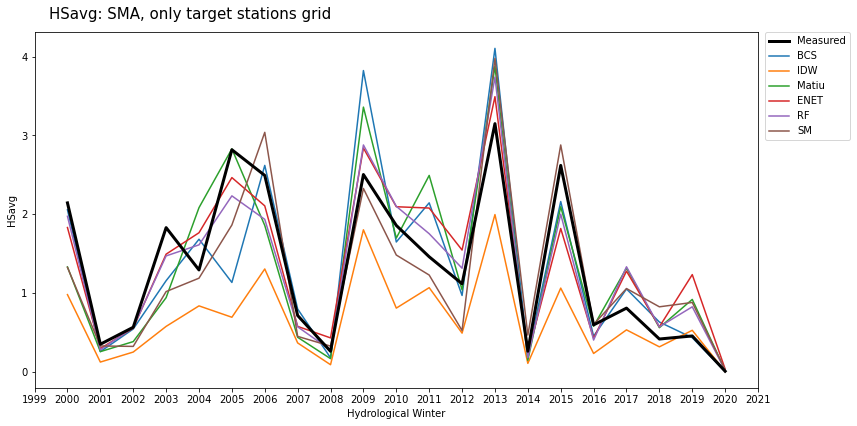 HSavg: SMA, only target stations grid
Measured
BCS
IDW
Matiu
ENET
RF
SM
4
3
2
1
0
HSavg
1999 2000 2001 2002 2003 2004 2005 2006 2007 2008 2009 2010 2011 2012 2013 2014 2015 2016 2017 2018 2019 2020 2021
Hydrological Winter